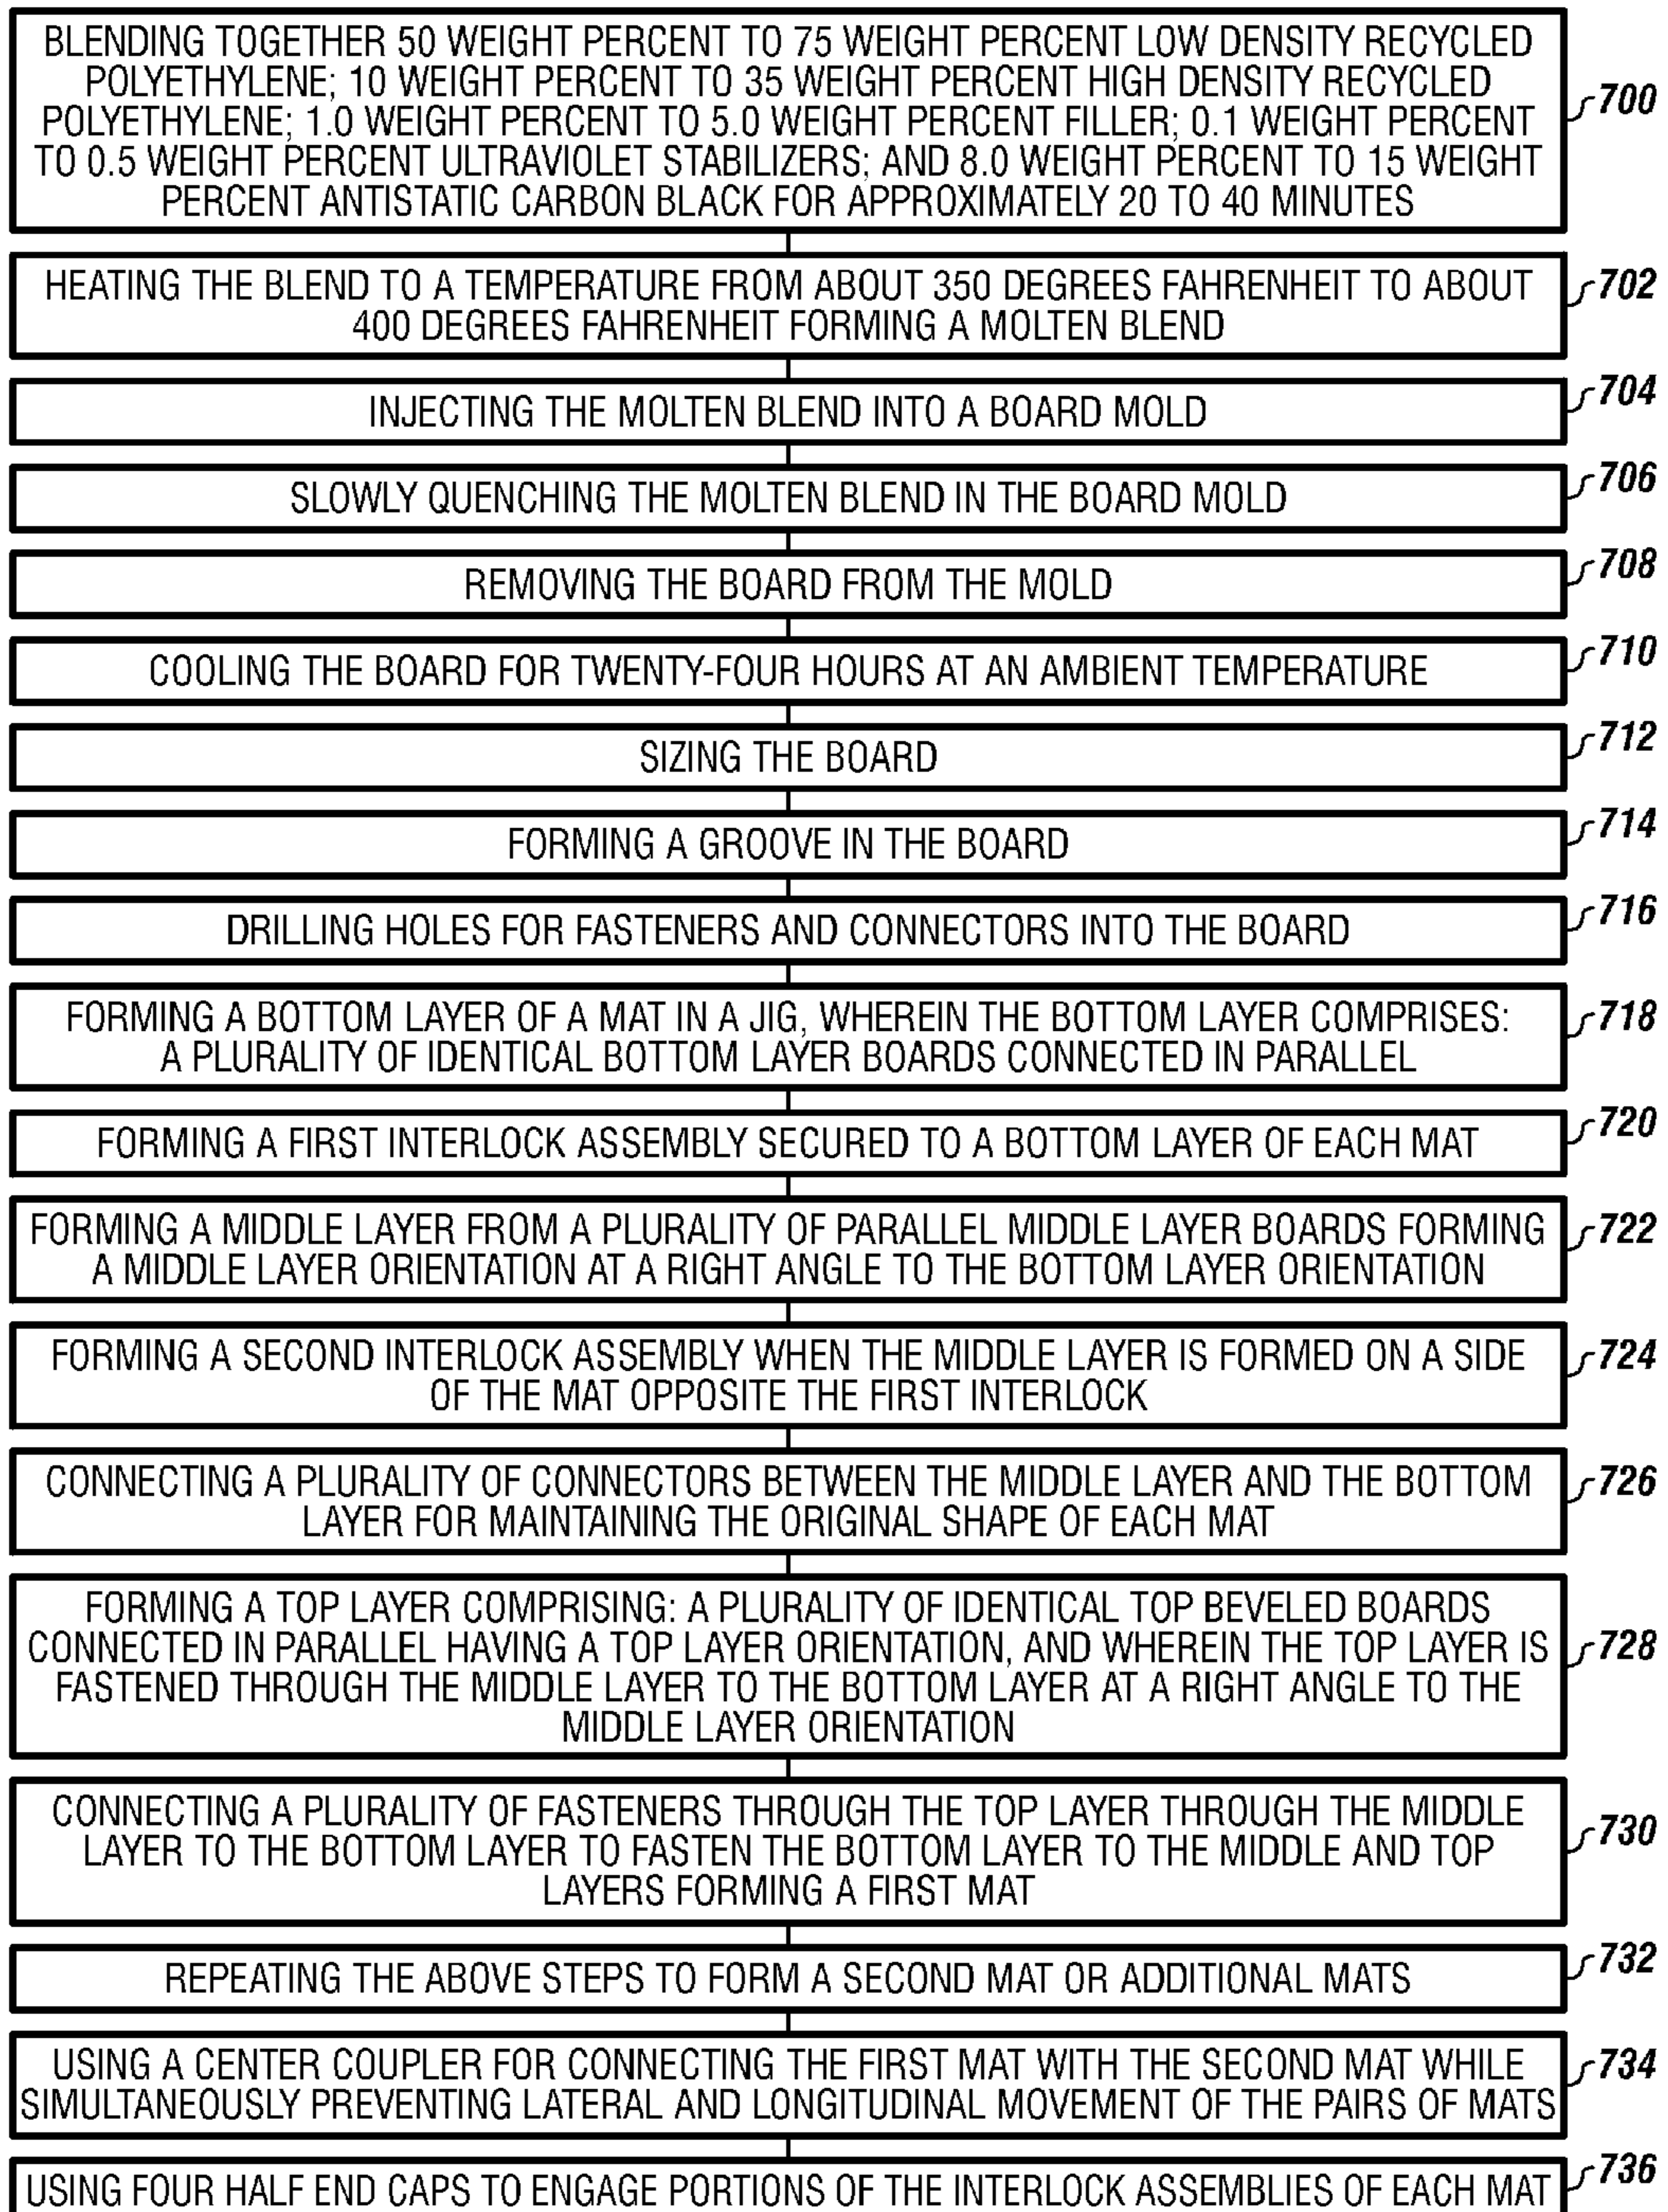 BLENDING TOGETHER 50 WEIGHT PERCENT TO 75 WEIGHT PERCENT LOW DENSITY RECYCLED
POLYETHYLENE; 10 WEIGHT PERCENT TO 35 WEIGHT PERCENT HIGH DENSITY RECYCLED
POLYETHYLENE; 1.0 WEIGHT PERCENT TO 5.0 WEIGHT PERCENT FILLER; 0.1 WEIGHT PERCENT
TO 0.5 WEIGHT PERCENT ULTRAVIOLET STABILIZERS; AND 8.0 WEIGHT PERCENT TO 15 WEIGHT
PERCENT ANTISTATIC CARBON BLACK FOR APPROXIMATELY 20 TO 40 MINUTES
700
HEATING THE BLEND TO A TEMPERATURE FROM ABOUT 350 DEGREES FAHRENHEIT TO ABOUT
400 DEGREES FAHRENHEIT FORMING A MOLTEN BLEND
702
INJECTING THE MOLTEN BLEND INTO A BOARD MOLD
704
SLOWLY QUENCHING THE MOLTEN BLEND IN THE BOARD MOLD
706
REMOVING THE BOARD FROM THE MOLD
708
COOLING THE BOARD FOR TWENTY-FOUR HOURS AT AN AMBIENT TEMPERATURE
710
SIZING THE BOARD
712
FORMING A GROOVE IN THE BOARD
714
DRILLING HOLES FOR FASTENERS AND CONNECTORS INTO THE BOARD
716
FORMING A BOTTOM LAYER OF A MAT IN A JIG, WHEREIN THE BOTTOM LAYER COMPRISES:
A PLURALITY OF IDENTICAL BOTTOM LAYER BOARDS CONNECTED IN PARALLEL
718
FORMING A FIRST INTERLOCK ASSEMBLY SECURED TO A BOTTOM LAYER OF EACH MAT
720
FORMING A MIDDLE LAYER FROM A PLURALITY OF PARALLEL MIDDLE LAYER BOARDS FORMING
A MIDDLE LAYER ORIENTATION AT A RIGHT ANGLE TO THE BOTTOM LAYER ORIENTATION
722
FORMING A SECOND INTERLOCK ASSEMBLY WHEN THE MIDDLE LAYER IS FORMED ON A SIDE
OF THE MAT OPPOSITE THE FIRST INTERLOCK
724
CONNECTING A PLURALITY OF CONNECTORS BETWEEN THE MIDDLE LAYER AND THE BOTTOM
LAYER FOR MAINTAINING THE ORIGINAL SHAPE OF EACH MAT
726
FORMING A TOP LAYER COMPRISING: A PLURALITY OF IDENTICAL TOP BEVELED BOARDS
CONNECTED IN PARALLEL HAVING A TOP LAYER ORIENTATION, AND WHEREIN THE TOP LAYER IS
FASTENED THROUGH THE MIDDLE LAYER TO THE BOTTOM LAYER AT A RIGHT ANGLE TO THE
MIDDLE LAYER ORIENTATION
728
CONNECTING A PLURALITY OF FASTENERS THROUGH THE TOP LAYER THROUGH THE MIDDLE
LAYER TO THE BOTTOM LAYER TO FASTEN THE BOTTOM LAYER TO THE MIDDLE AND TOP
LAYERS FORMING A FIRST MAT
730
REPEATING THE ABOVE STEPS TO FORM A SECOND MAT OR ADDITIONAL MATS
732
USING A CENTER COUPLER FOR CONNECTING THE FIRST MAT WITH THE SECOND MAT WHILE
SIMULTANEOUSLY PREVENTING LATERAL AND LONGITUDINAL MOVEMENT OF THE PAIRS OF MATS
734
USING FOUR HALF END CAPS TO ENGAGE PORTIONS OF THE INTERLOCK ASSEMBLIES OF EACH MAT
736